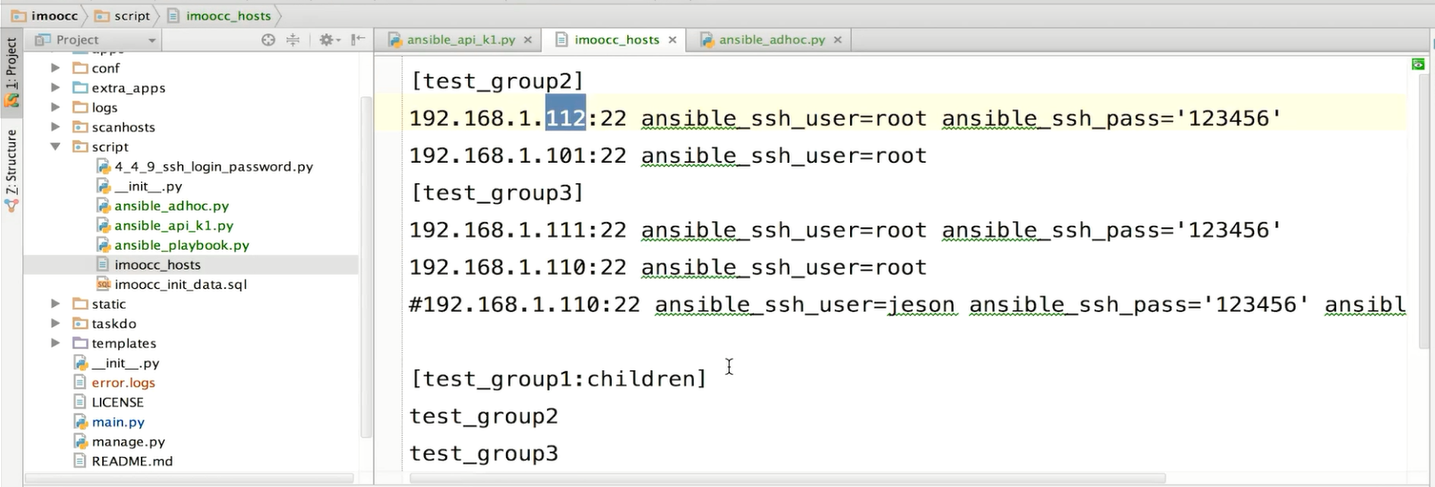 imoocc script imoocc_hosts
1: Project
Z: Structure
Project
conf
extra_apps
logs
scanhosts
script
4_4_9_ssh_login_password.py
__init__.py
ansible_adhoc.py
ansible_api_k1.py
ansible_playbook.py
imoocc_hosts
imoocc_init_data.sql
static
taskdo
templates
__init__.py
error.logs
LICENSE
main.py
manage.py
README.md
ansible_api_k1.py imoocc_hosts ansible_adhoc.py
[test_group2]
192.168.1.112:22 ansible_ssh_user=root ansible_ssh_pass='123456'
192.168.1.101:22 ansible_ssh_user=root
[test_group3]
192.168.1.111:22 ansible_ssh_user=root ansible_ssh_pass='123456'
192.168.1.110:22 ansible_ssh_user=root
#192.168.1.110:22 ansible_ssh_user=jeson ansible_ssh_pass='123456' ansibl
[test_group1:children]
test_group2
test_group3